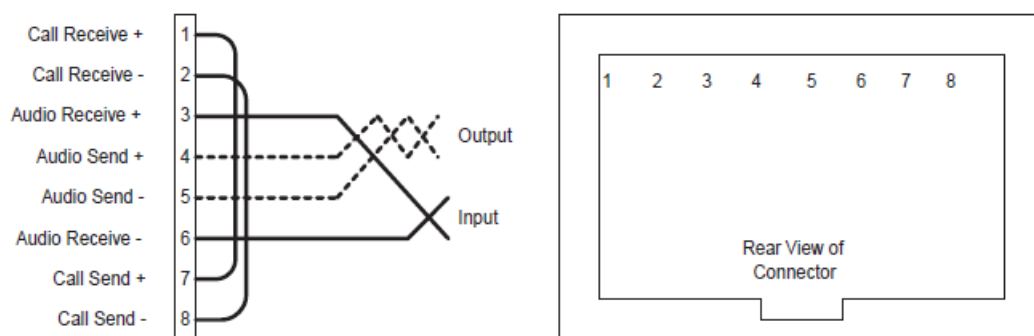 Call Receive + 1
Call Receive - 2
Audio Receive + 3
Audio Send + 4
Audio Send - 5
Audio Receive - 6
Call Send + 7
Call Send - 8
Output
Input
1 2 3 4 5 6 7 8
Rear View of
Connector